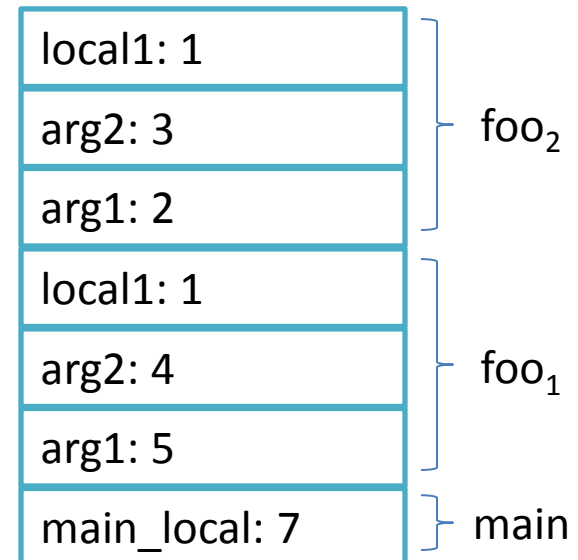 local1: 1
arg2: 3
foo₂
arg1: 2
local1: 1
arg2: 4
foo₁
arg1: 5
main_local: 7
main